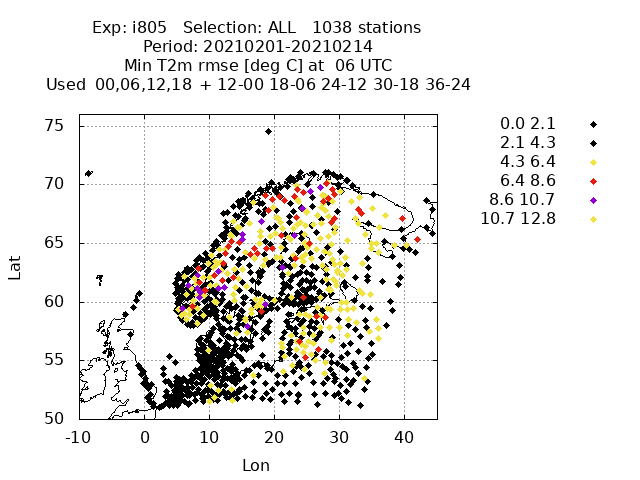 Exp: i805   Selection: ALL   1038 stations
Period: 20210201-20210214
Min T2m rmse [deg C] at  06 UTC
Used  00,06,12,18  + 12-00 18-06 24-12 30-18 36-24
0.0 2.1
2.1 4.3
4.3 6.4
6.4 8.6
8.6 10.7
10.7 12.8
75
70
65
60
55
50
Lat
-10 0 10 20 30 40
Lon